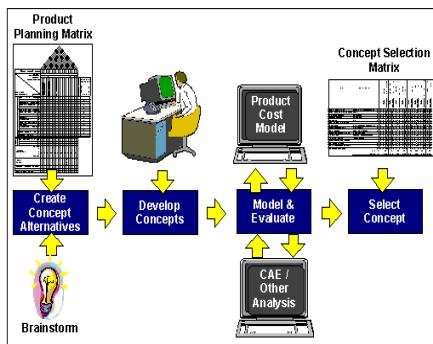 Product
Planning Matrix
Concept Selection
Matrix
Product
Cost
Model
Create
Concept
Alternatives
Develop
Concepts
Model &
Evaluate
Select
Concept
CAE /
Other
Analysis
Brainstorm